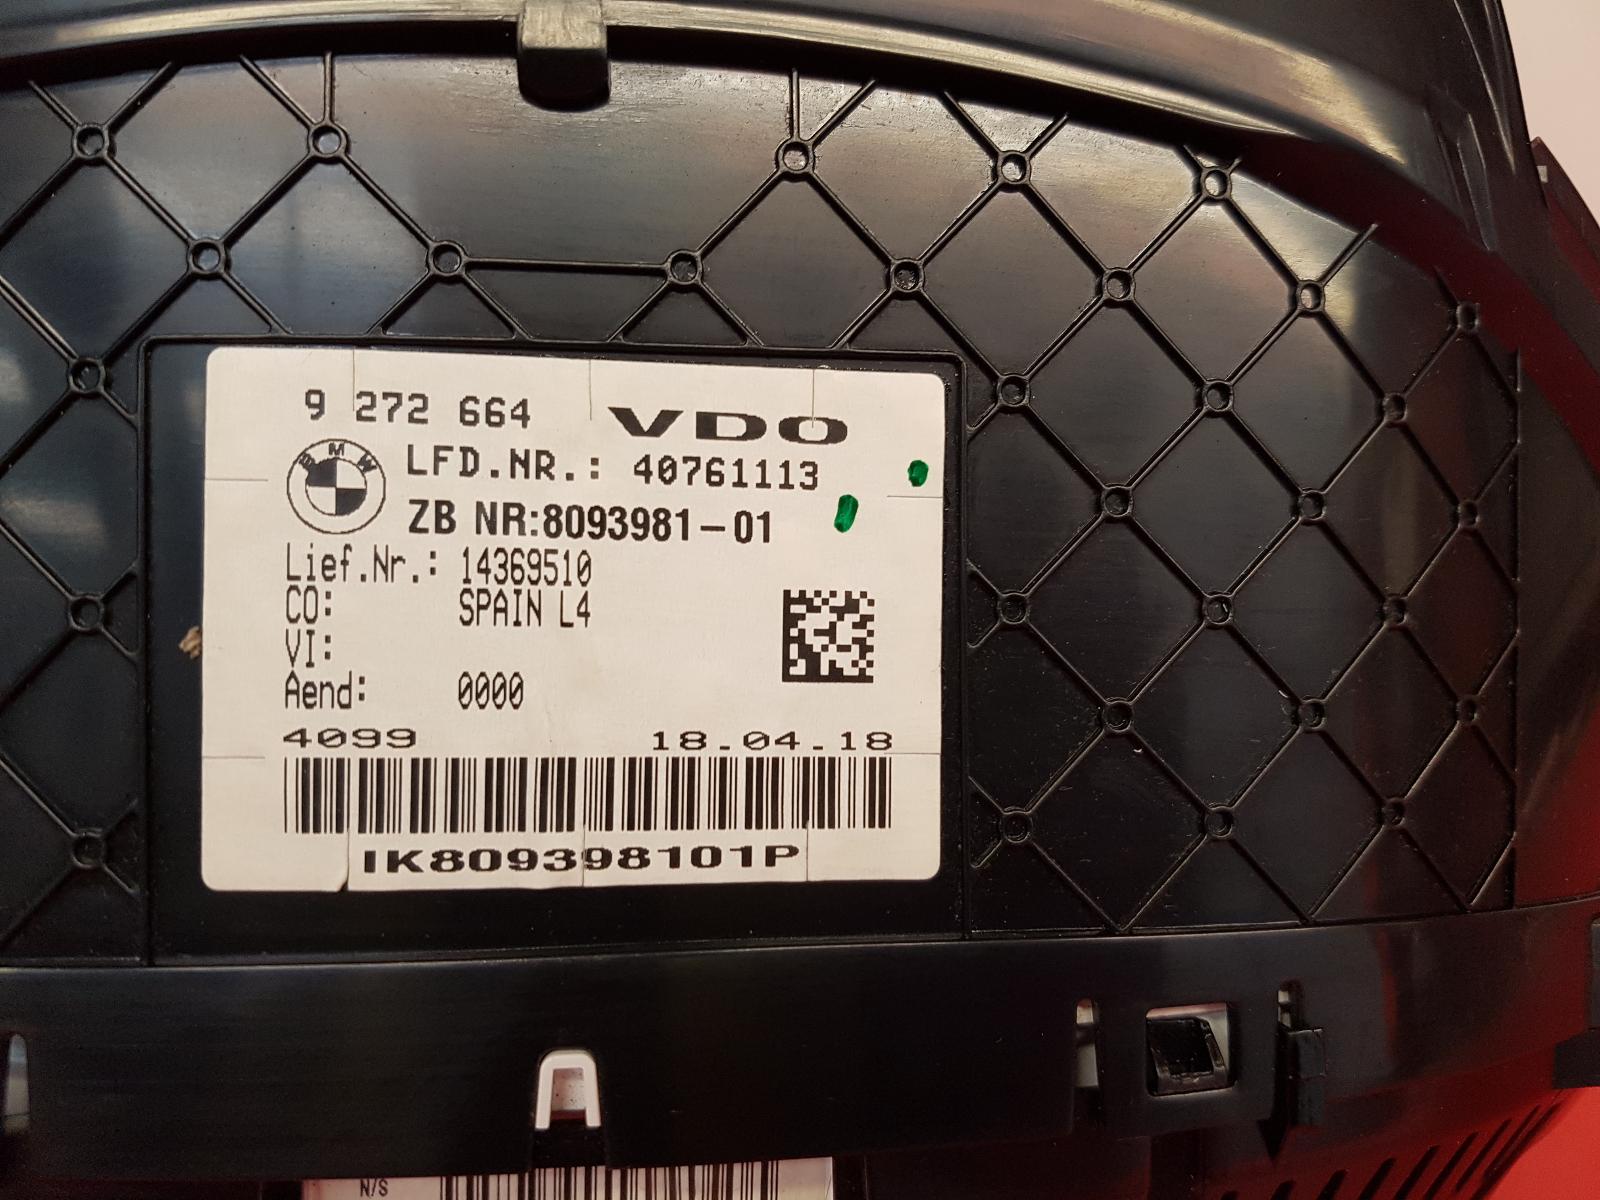 9 272 664 VDO
BMW
LFD.NR.: 40761113
ZB NR:8093981-01
Lief.Nr.: 14369510
CO: SPAIN L4
VI:
Aend: 0000
4099 18.04.18
IK809398101P
N/S